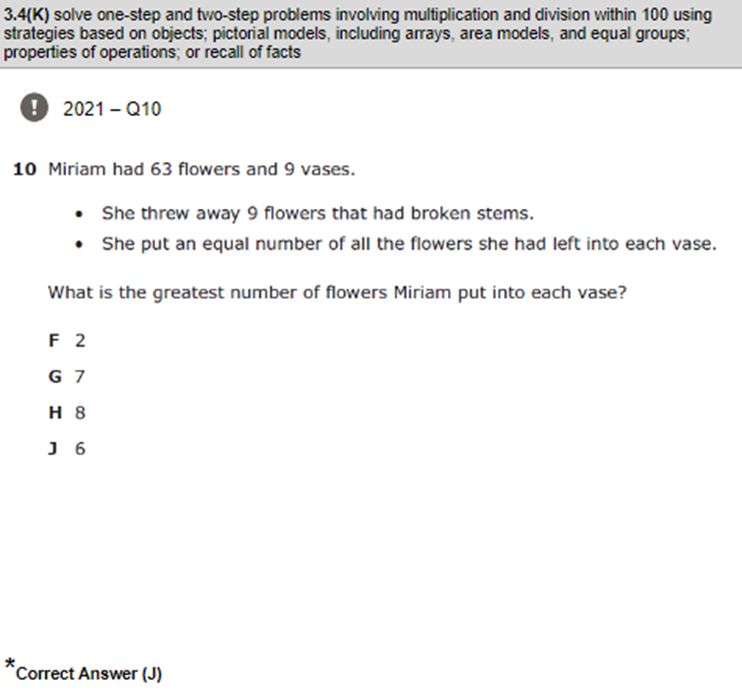 3.4(K) solve one-step and two-step problems involving multiplication and division within 100 using
strategies based on objects; pictorial models, including arrays, area models, and equal groups;
properties of operations; or recall of facts
! 2021 – Q10
10 Miriam had 63 flowers and 9 vases.
• She threw away 9 flowers that had broken stems.
• She put an equal number of all the flowers she had left into each vase.
What is the greatest number of flowers Miriam put into each vase?
F 2
G 7
H 8
J 6
*Correct Answer (J)